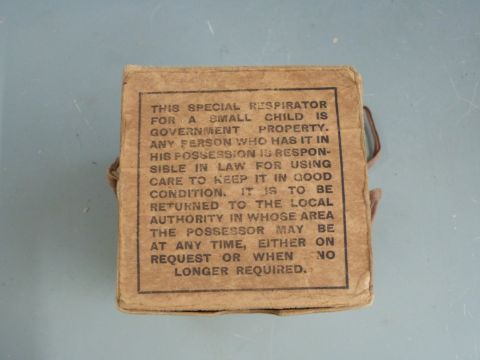 THIS SPECIAL RESPIRATOR
FOR A SMALL CHILD IS
GOVERNMENT PROPERTY.
ANY PERSON WHO HAS IT IN
HIS POSSESSION IS RESPON-
SIBLE IN LAW FOR USING
CARE TO KEEP IT IN GOOD
CONDITION. IT IS TO BE
RETURNED TO THE LOCAL
AUTHORITY IN WHOSE AREA
THE POSSESSOR MAY BE
AT ANY TIME, EITHER ON
REQUEST OR WHEN NO
LONGER REQUIRED.